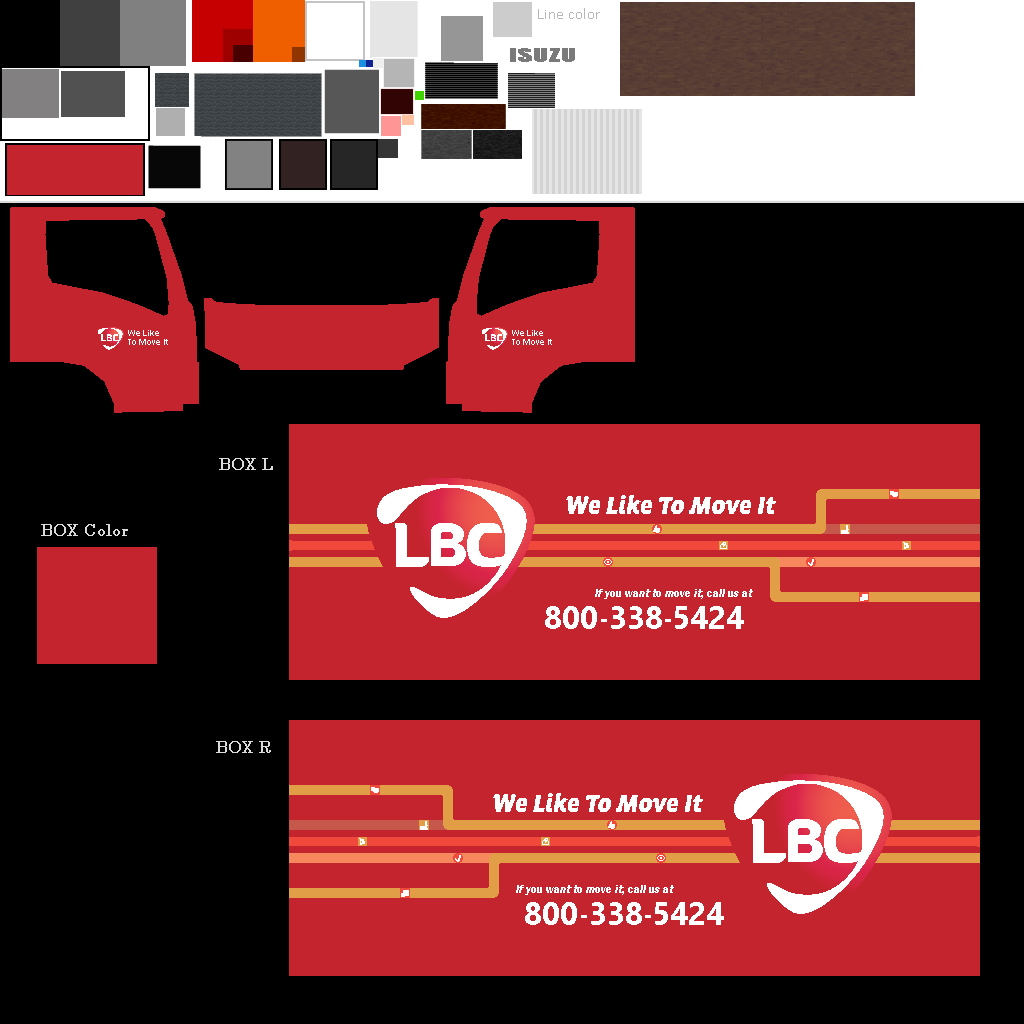 Line color
ISUZU
LBC
We Like
To Move It
LBC
We Like
To Move It
BOX L
We Like To Move It
LBC
If you want to move it, call us at
800-338-5424
BOX Color
BOX R
We Like To Move It
LBC
If you want to move it, call us at
800-338-5424